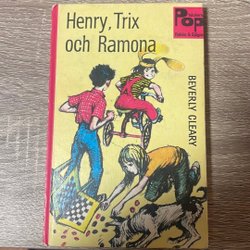 Henry, Trix
och Ramona
Pop
BEVERLY CLEARY